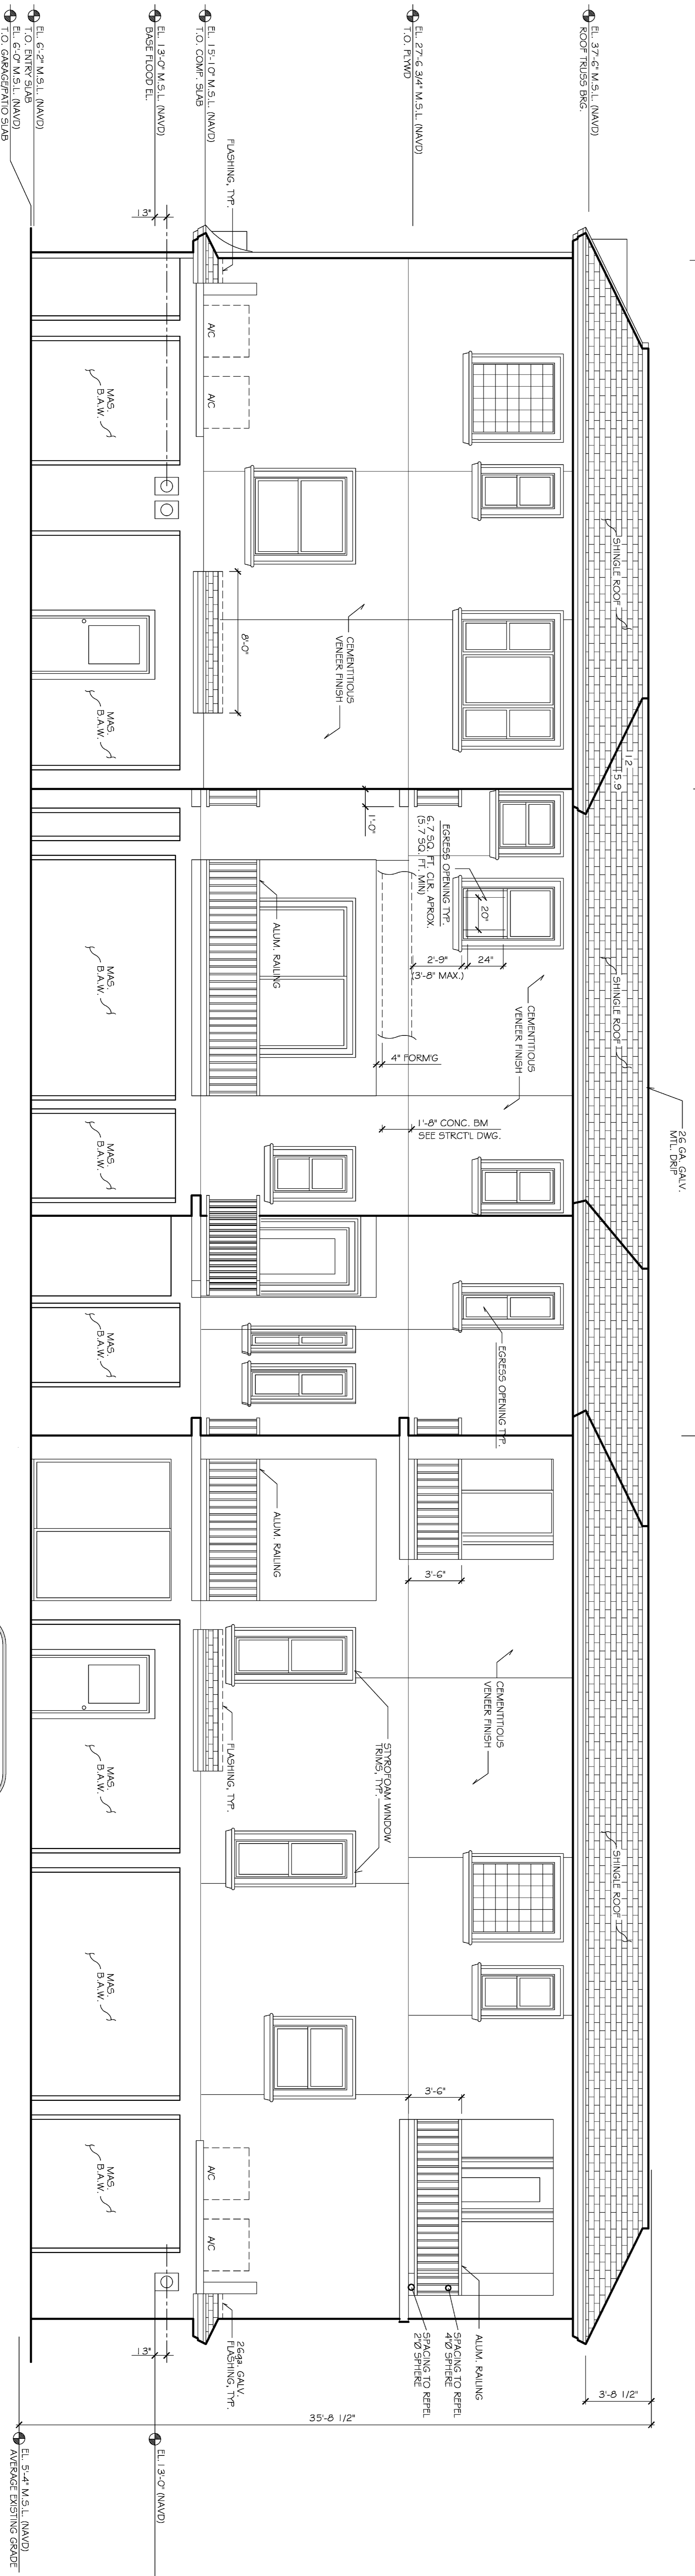 EL. 37'-6" M.S.L. (NAVD)
ROOF TRUSS BRG.
EL. 27'-6 3/4" M.S.L. (NAVD)
T.O. PLYWD
EL. 15'-10" M.S.L. (NAVD)
T.O. COMP. SLAB
EL. 13'-0" M.S.L. (NAVD)
BASE FLOOD EL.
EL. 6'-2" M.S.L. (NAVD)
T.O. ENTRY SLAB
EL. 6'-0" M.S.L. (NAVD)
T.O. GARAGE/PATIO SLAB
FLASHING, TYP.
13"
A/C
A/C
MAS.
B.A.W.
SHINGLE ROOF
8'-0"
CEMENTITIOUS
VENEER FINISH
MAS.
B.A.W.
12
5.9
1'-0"
EGRESS OPENING TYP.
6.7 SQ. FT. CLR. APROX.
(5.7 SQ. FT. MIN)
20"
24"
2'-9"
(3'-8" MAX.)
ALUM. RAILING
MAS.
B.A.W.
SHINGLE ROOF
CEMENTITIOUS
VENEER FINISH
4" FORM'G
1'-8" CONC. BM
SEE STRCT'L DWG.
26 GA. GALV.
MTL. DRIP
MAS.
B.A.W.
MAS.
B.A.W.
EGRESS OPENING TYP.
ALUM. RAILING
3'-6"
CEMENTITIOUS
VENEER FINISH
STYROFOAM WINDOW
TRIMS, TYP.
FLASHING, TYP.
MAS.
B.A.W.
SHINGLE ROOF
MAS.
B.A.W.
3'-6"
A/C
A/C
MAS.
B.A.W.
ALUM. RAILING
SPACING TO REPEL
4"Ø SPHERE
SPACING TO REPEL
2"Ø SPHERE
26ga. GALV.
FLASHING, TYP.
13"
3'-8 1/2"
35'-8 1/2"
EL. 13'-0" (NAVD)
EL. 5'-4" M.S.L. (NAVD)
AVERAGE EXISTING GRADE